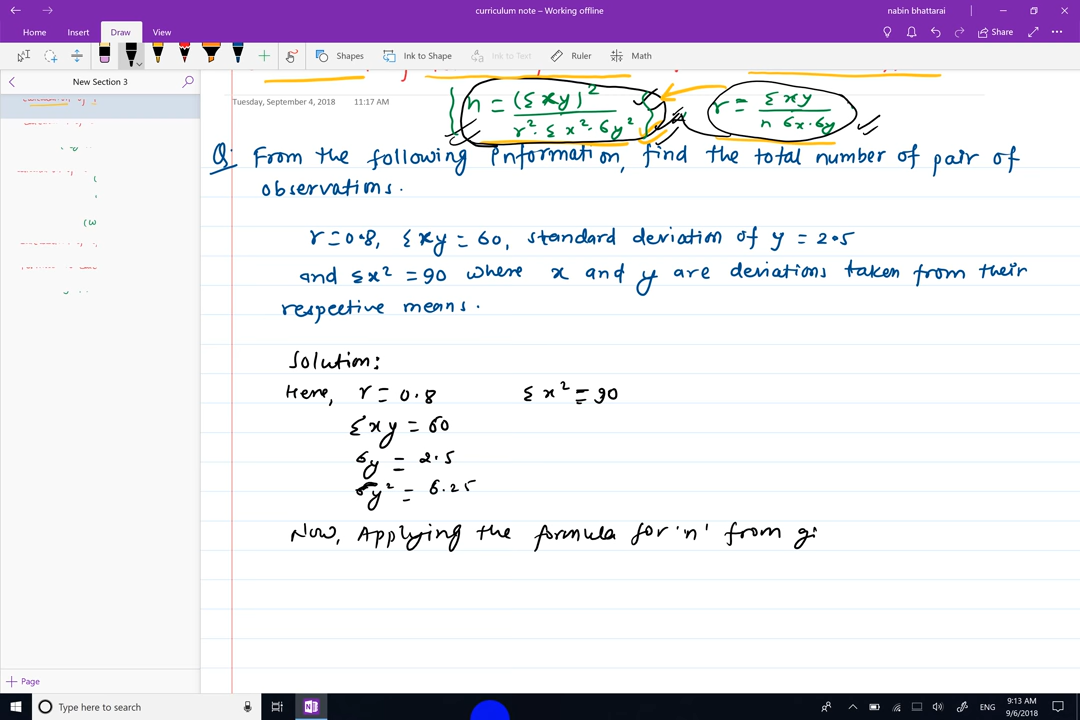 curriculum note – Working offline
nabin bhattarai
Home Insert Draw View
Share
Shapes Ink to Shape Ink to Text Ruler Math
New Section 3
Tuesday, September 4, 2018 11:17 AM
{ n = (Σxy)² / r² · Σx² · σy² } r = Σxy / n σx · σy
Q: From the following Information, find the total number of pair of
observations.
r = 0.8, Σxy = 60, standard deviation of y = 2.5
and Σx² = 90 where x and y are deviations taken from their
respective means.
Solution:
Here, r = 0.8 Σx² = 90
Σxy = 60
σy = 2.5
σy² = 6.25
Now, Applying the formula for 'n' from gi
+ Page
Type here to search
ENG
9:13 AM
9/6/2018